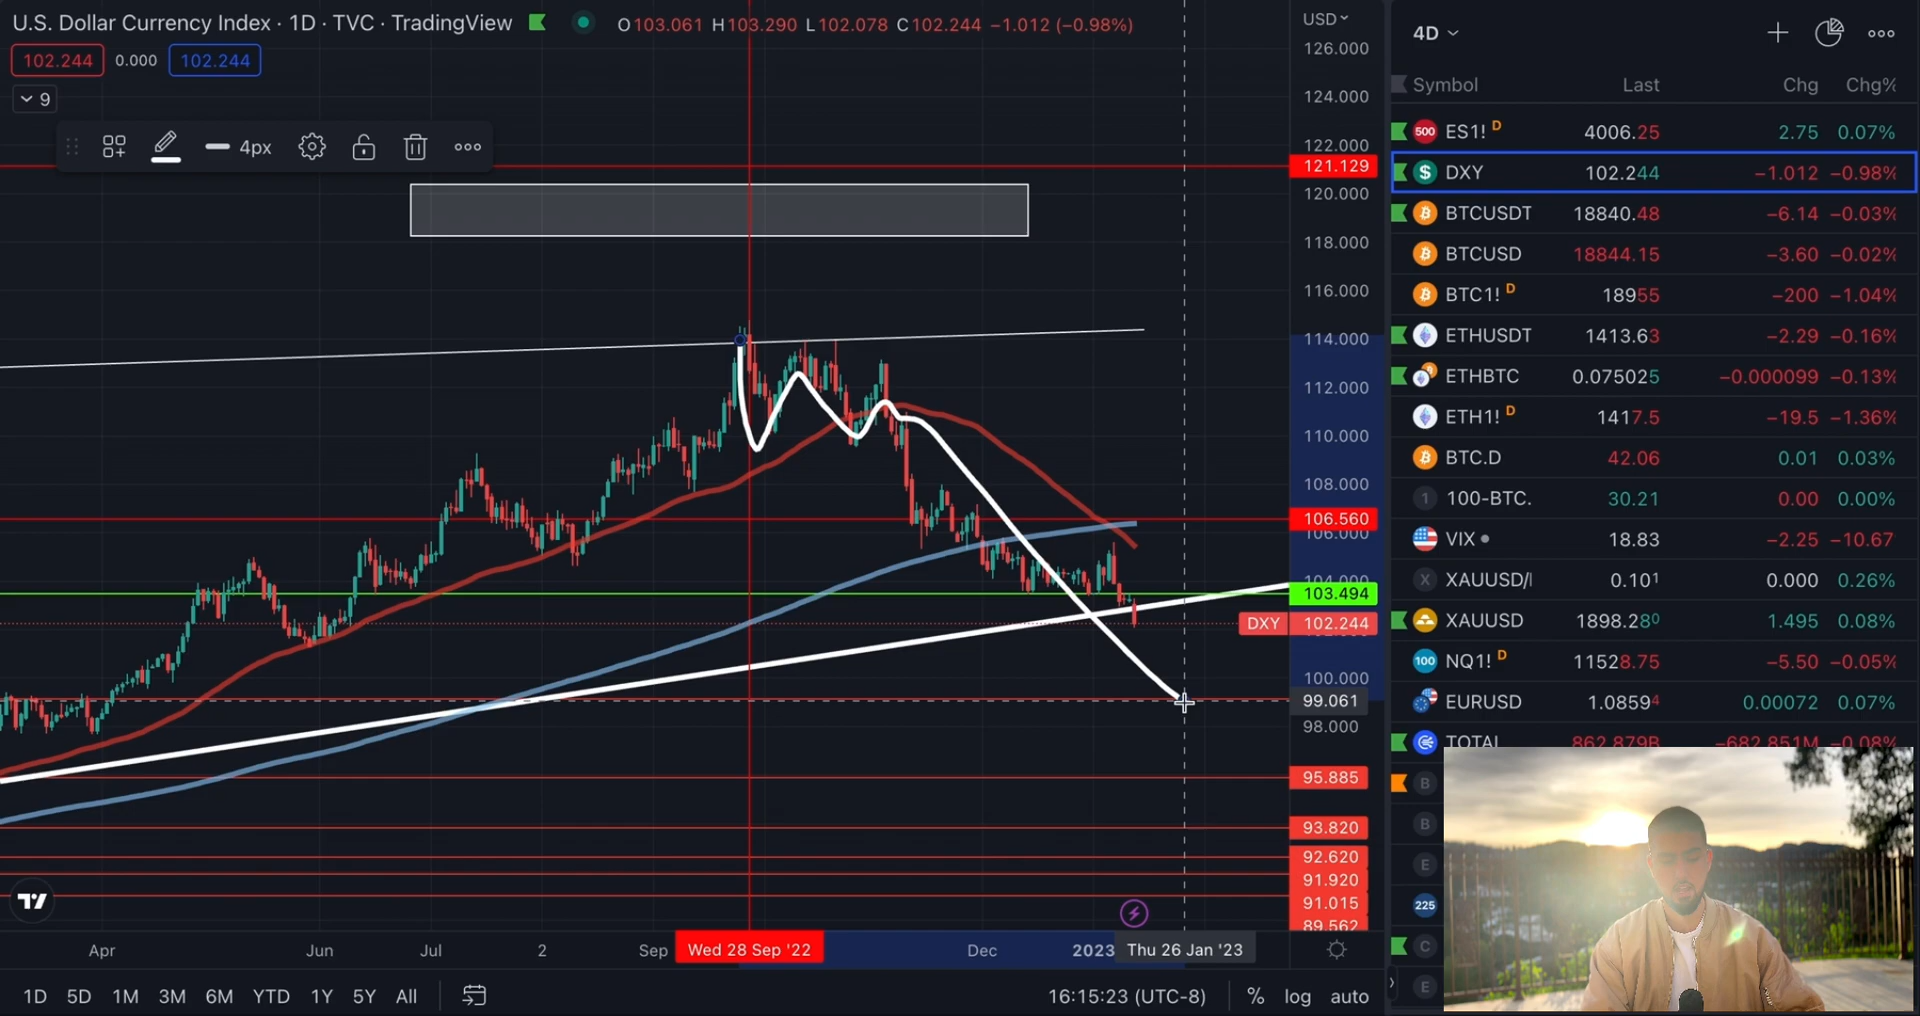 U.S. Dollar Currency Index · 1D · TVC · TradingView O103.061 H103.290 L102.078 C102.244 −1.012 (−0.98%)
102.244 0.000 102.244
9
4px
USD
126.000
124.000
122.000
121.129
120.000
118.000
116.000
114.000
112.000
110.000
108.000
106.560
106.000
104.000
103.494
DXY 102.244
100.000
99.061
98.000
95.885
93.820
92.620
91.920
91.015
89.562
Apr Jun Jul 2 Sep Wed 28 Sep '22 Dec 2023 Thu 26 Jan '23
1D 5D 1M 3M 6M YTD 1Y 5Y All 16:15:23 (UTC-8) % log auto
4D
Symbol Last Chg Chg%
500 ES1! D 4006.25 2.75 0.07%
$ DXY 102.244 −1.012 −0.98%
BTCUSDT 18840.48 −6.14 −0.03%
BTCUSD 18844.15 −3.60 −0.02%
BTC1! D 18955 −200 −1.04%
ETHUSDT 1413.63 −2.29 −0.16%
ETHBTC 0.075025 −0.000099 −0.13%
ETH1! D 1417.5 −19.5 −1.36%
BTC.D 42.06 0.01 0.03%
1 100-BTC. 30.21 0.00 0.00%
VIX 18.83 −2.25 −10.67
X XAUUSD/I 0.10¹ 0.000 0.26%
XAUUSD 1898.28⁰ 1.495 0.08%
100 NQ1! D 11528.75 −5.50 −0.05%
EURUSD 1.0859⁴ 0.00072 0.07%
TOTAL 862.879B −682.851M −0.08%
B
B
E
225
C
E